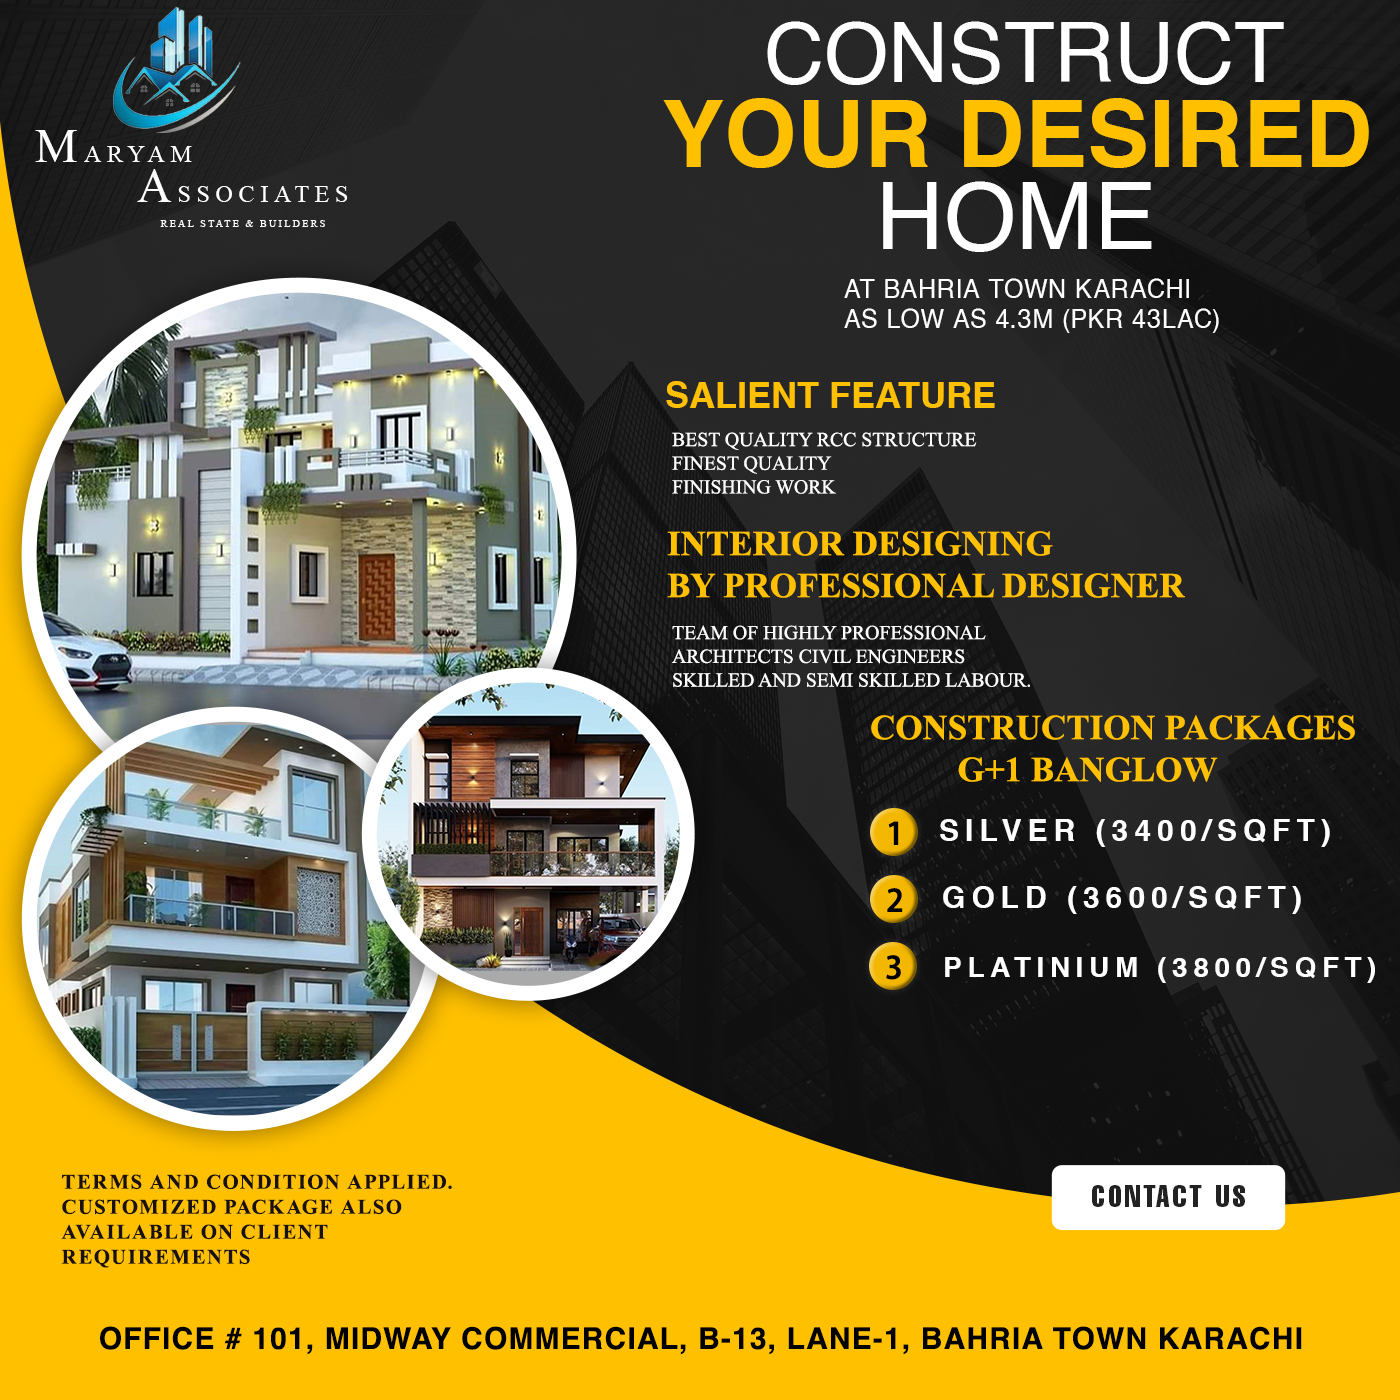 MARYAM
ASSOCIATES
REAL STATE & BUILDERS
CONSTRUCT
YOUR DESIRED
HOME
AT BAHRIA TOWN KARACHI
AS LOW AS 4.3M (PKR 43LAC)
SALIENT FEATURE
BEST QUALITY RCC STRUCTURE
FINEST QUALITY
FINISHING WORK
INTERIOR DESIGNING
BY PROFESSIONAL DESIGNER
TEAM OF HIGHLY PROFESSIONAL
ARCHITECTS CIVIL ENGINEERS
SKILLED AND SEMI SKILLED LABOUR.
CONSTRUCTION PACKAGES
G+1 BANGLOW
1 SILVER (3400/SQFT)
2 GOLD (3600/SQFT)
3 PLATINIUM (3800/SQFT)
TERMS AND CONDITION APPLIED.
CUSTOMIZED PACKAGE ALSO
AVAILABLE ON CLIENT
REQUIREMENTS
CONTACT US
OFFICE # 101, MIDWAY COMMERCIAL, B-13, LANE-1, BAHRIA TOWN KARACHI